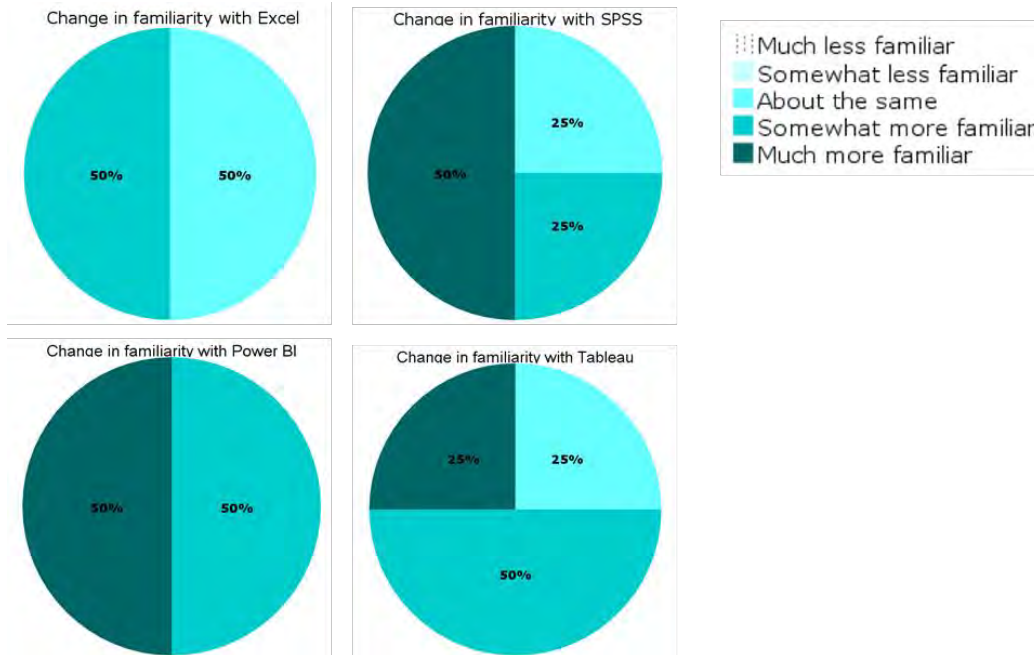 Change in familiarity with Excel
50%
50%
Change in familiarity with SPSS
25%
50%
25%
Much less familiar
Somewhat less familiar
About the same
Somewhat more familiar
Much more familiar
Change in familiarity with Power BI
50%
50%
Change in familiarity with Tableau
25%
25%
50%